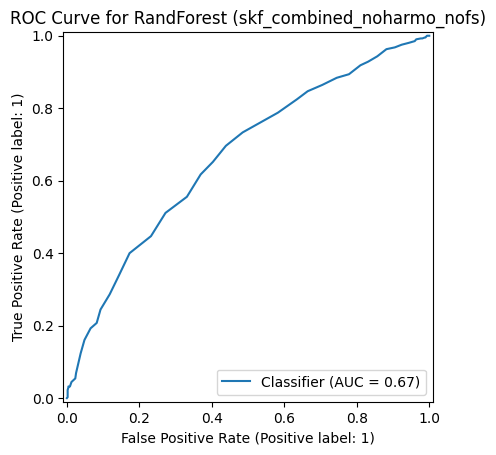 ROC Curve for RandForest (skf_combined_noharmo_nofs)
1.0
0.8
0.6
0.4
0.2
0.0
True Positive Rate (Positive label: 1)
Classifier (AUC = 0.67)
0.0 0.2 0.4 0.6 0.8 1.0
False Positive Rate (Positive label: 1)